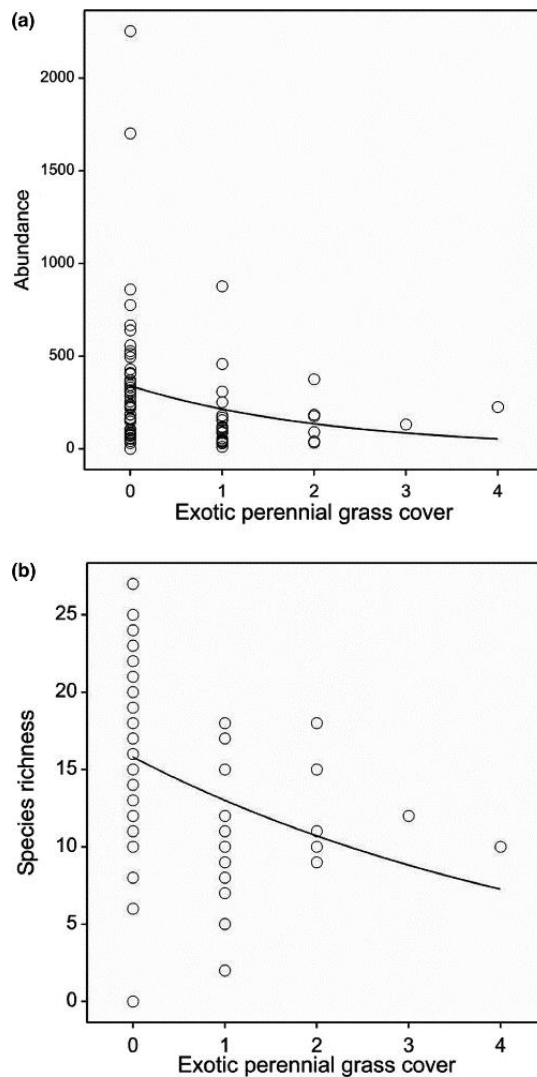 (a)
2000
1500
1000
500
0
Abundance
0 1 2 3 4
Exotic perennial grass cover
(b)
25
20
15
10
5
0
Species richness
0 1 2 3 4
Exotic perennial grass cover